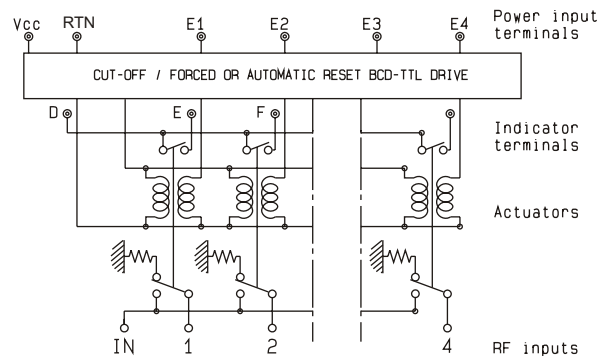 Vcc RTN E1 E2 E3 E4 Power input
terminals
CUT-OFF / FORCED OR AUTOMATIC RESET BCD-TTL DRIVE
D E F
Indicator
terminals
Actuators
IN 1 2 4 RF inputs